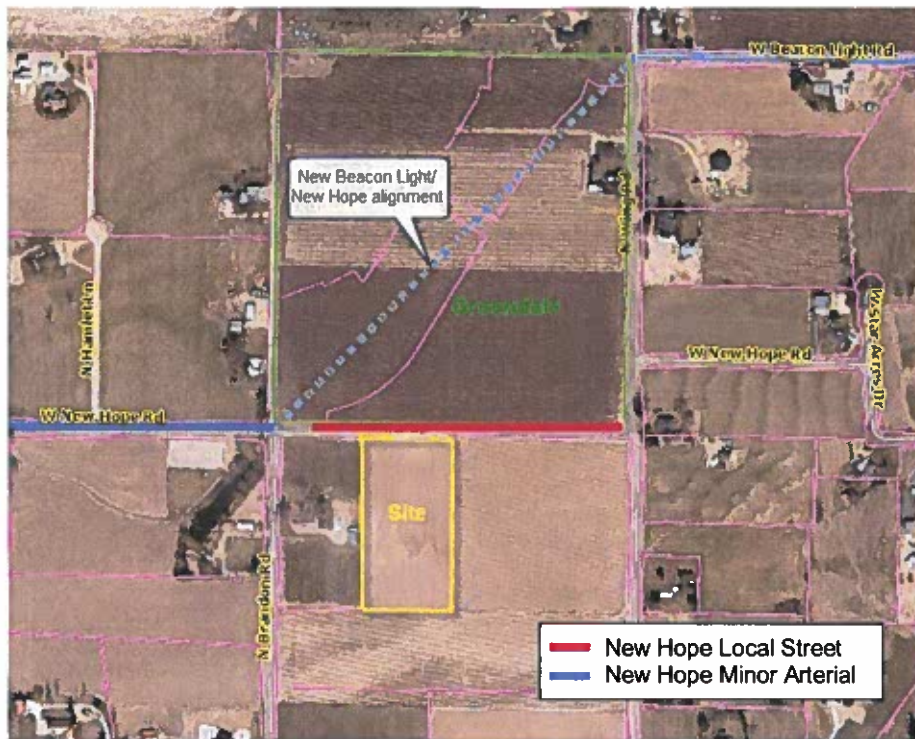 W Beacon Light Rd
New Beacon Light/
New Hope alignment
N Hamlet Ln
W New Hope Rd
W Star Acres Dr
W New Hope Rd
Site
N Brandon Rd
New Hope Local Street
New Hope Minor Arterial